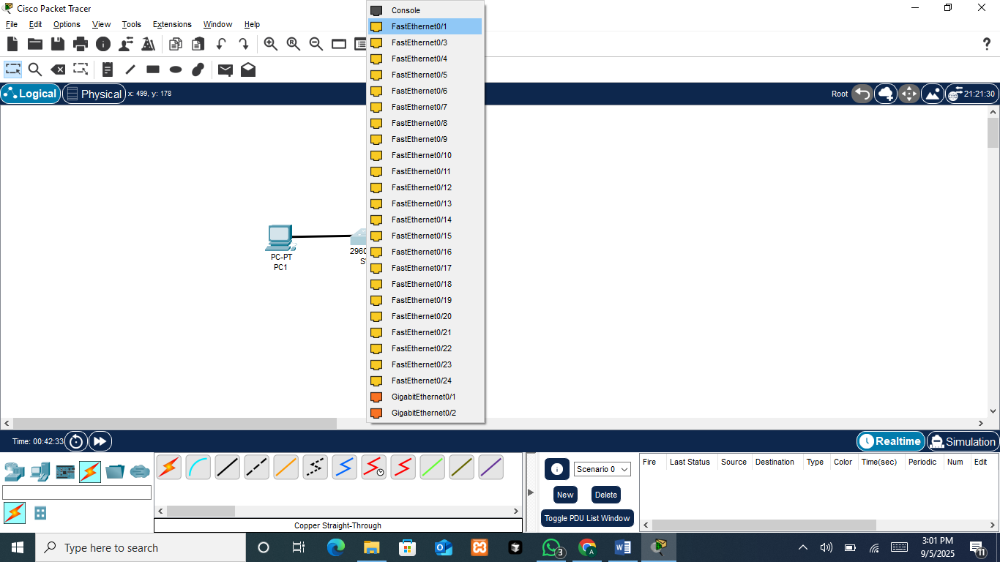 Cisco Packet Tracer
File Edit Options View Tools Extensions Window Help
?
Logical Physical x: 499, y: 178
Root 21:21:30
Console
FastEthernet0/1
FastEthernet0/3
FastEthernet0/4
FastEthernet0/5
FastEthernet0/6
FastEthernet0/7
FastEthernet0/8
FastEthernet0/9
FastEthernet0/10
FastEthernet0/11
FastEthernet0/12
FastEthernet0/13
FastEthernet0/14
FastEthernet0/15
FastEthernet0/16
FastEthernet0/17
FastEthernet0/18
FastEthernet0/19
FastEthernet0/20
FastEthernet0/21
FastEthernet0/22
FastEthernet0/23
FastEthernet0/24
GigabitEthernet0/1
GigabitEthernet0/2
PC-PT
PC1
2960
Time: 00:42:33
Realtime Simulation
Copper Straight-Through
Scenario 0
New Delete
Toggle PDU List Window
Fire Last Status Source Destination Type Color Time(sec) Periodic Num Edit
Type here to search
3
3:01 PM
9/5/2025
11